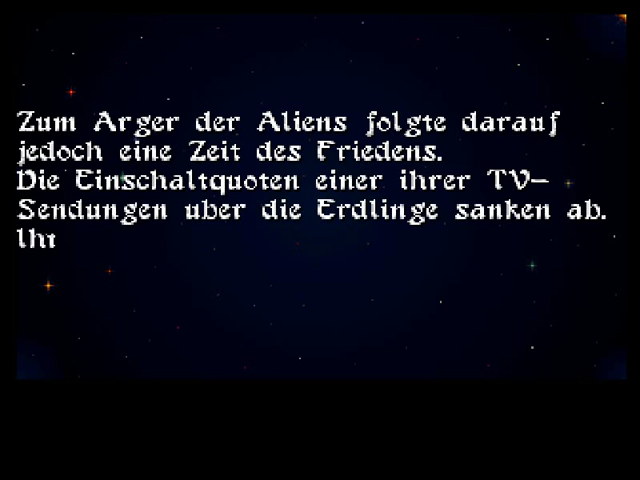 Zum Arger der Aliens folgte darauf
jedoch eine Zeit des Friedens.
Die Einschaltquoten einer ihrer TV-
Sendungen uber die Erdlinge sanken ab.
Ihr